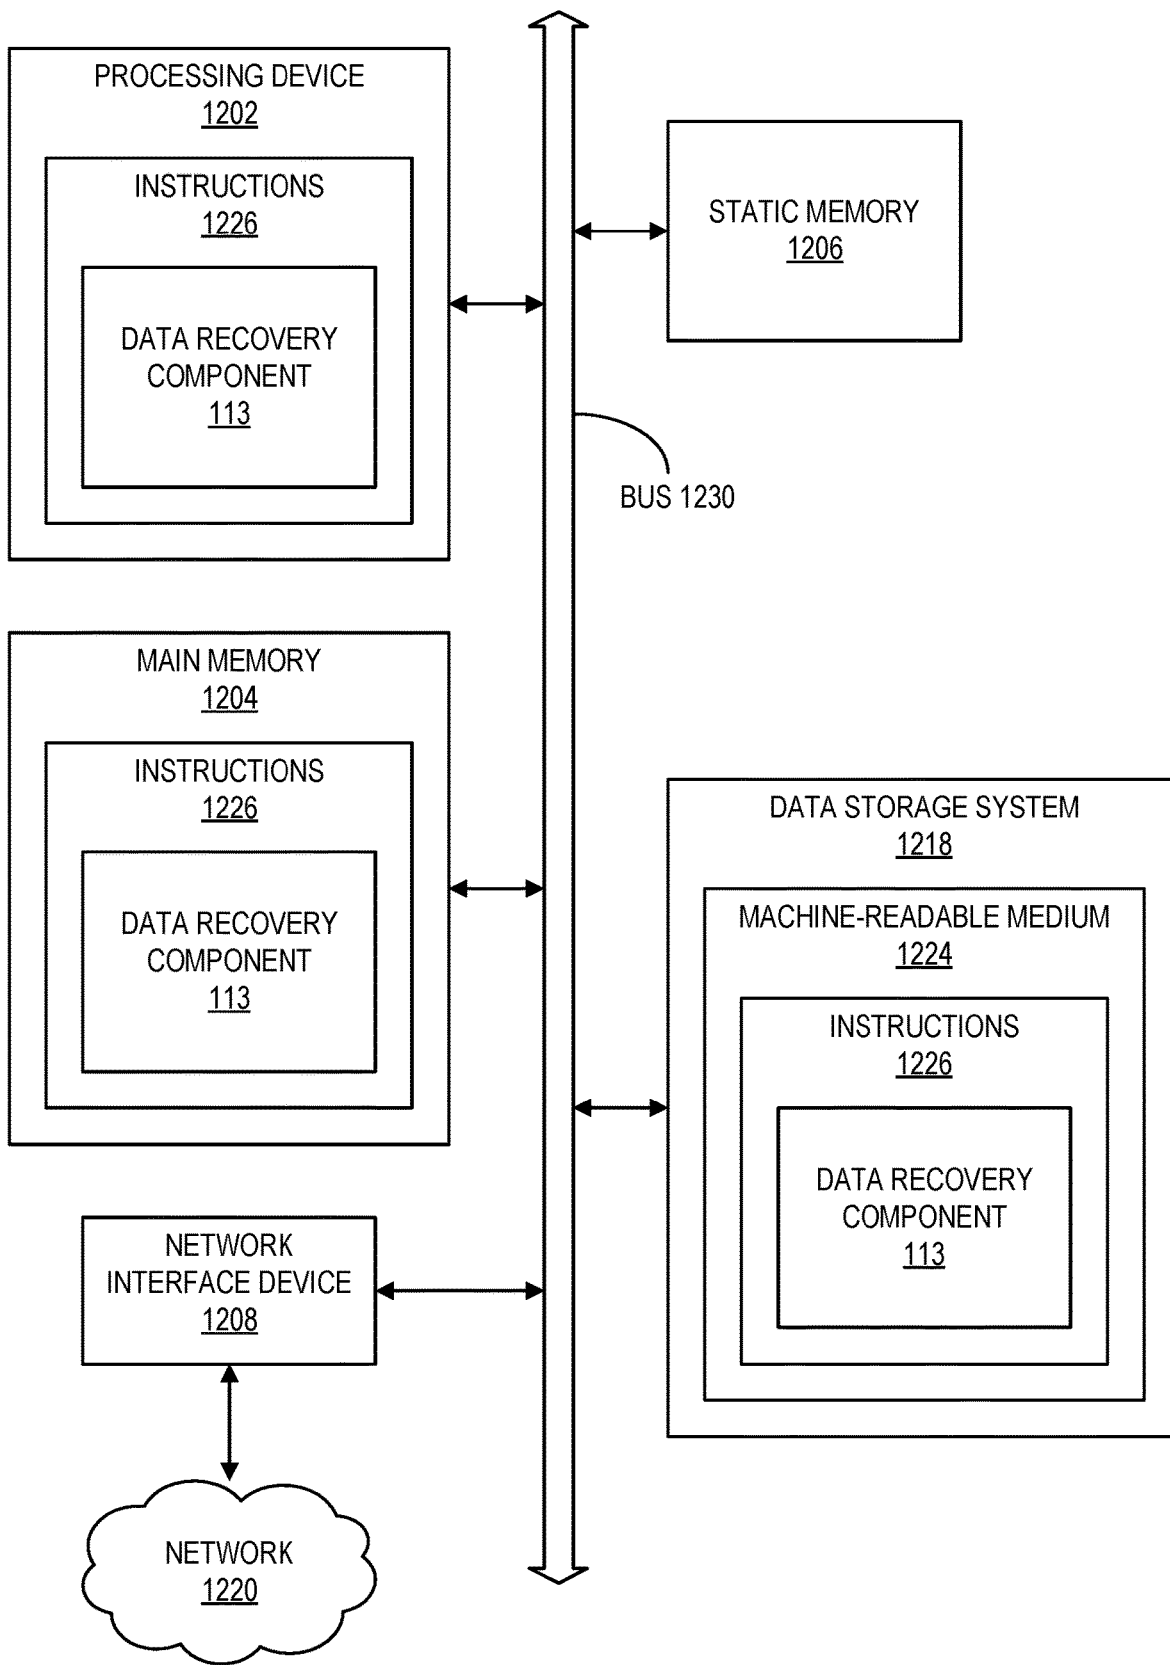 PROCESSING DEVICE
1202
INSTRUCTIONS
1226
DATA RECOVERY
COMPONENT
113
STATIC MEMORY
1206
BUS 1230
MAIN MEMORY
1204
INSTRUCTIONS
1226
DATA RECOVERY
COMPONENT
113
DATA STORAGE SYSTEM
1218
MACHINE-READABLE MEDIUM
1224
INSTRUCTIONS
1226
DATA RECOVERY
COMPONENT
113
NETWORK
INTERFACE DEVICE
1208
NETWORK
1220